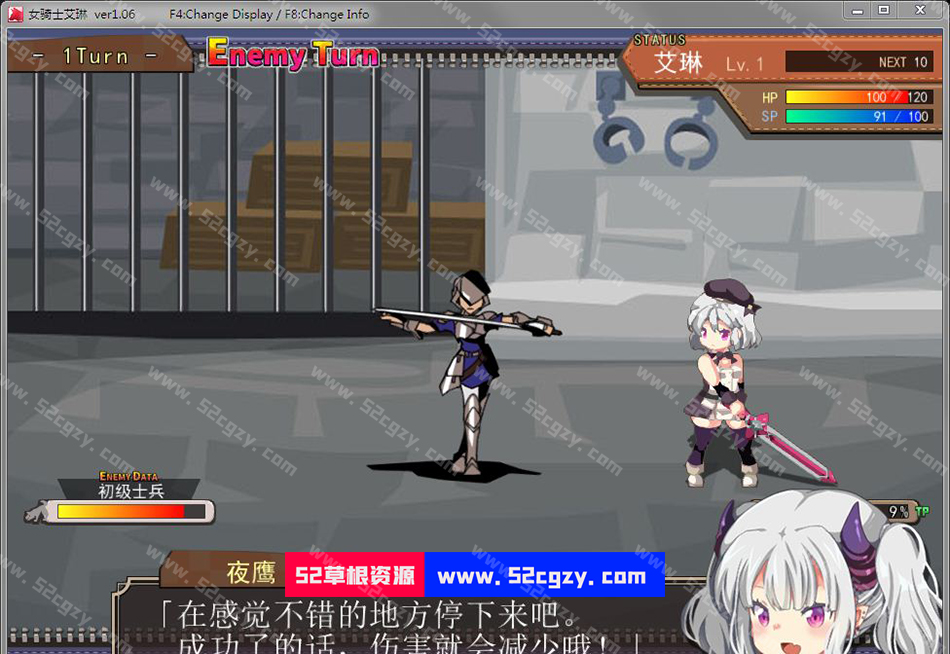 女骑士艾琳 ver1.06 F4:Change Display / F8:Change Info
- 1Turn -
Enemy Turn
STATUS
艾琳 Lv. 1 NEXT 10
HP 100 / 120
SP 91 / 100
ENEMY DATA
初级士兵
9% TP
夜鹰
52草根资源 www.52cgzy.com
「在感觉不错的地方停下来吧。
成功了的话，伤害就会减少哦！」
www.52cgzy.com